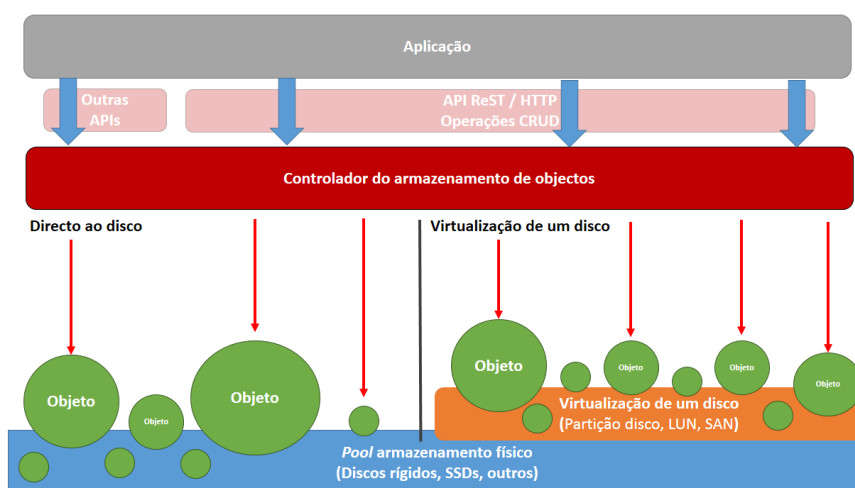 Aplicação
Outras
APIs
API ReST / HTTP
Operações CRUD
Controlador do armazenamento de objectos
Directo ao disco
Virtualização de um disco
Objeto
Objeto
Objeto
Objeto
Objeto
Objeto
Objeto
Virtualização de um disco
(Partição disco, LUN, SAN)
Pool armazenamento físico
(Discos rígidos, SSDs, outros)